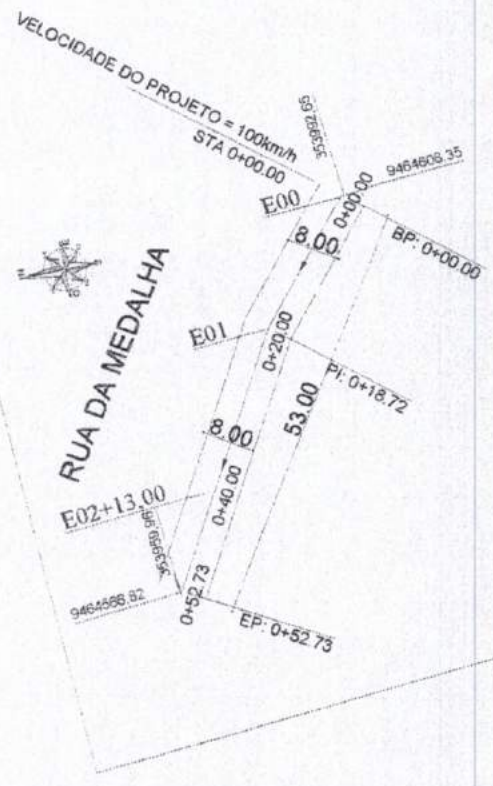 VELOCIDADE DO PROJETO = 100km/h
STA 0+00.00
353992.65
9464608.35
E00
0+00.00
BP: 0+00.00
8.00
RUA DA MEDALHA
E01
0+20.00
PI: 0+18.72
53.00
8.00
0+40.00
E02+13.00
9464566.82
0+52.73
EP: 0+52.73